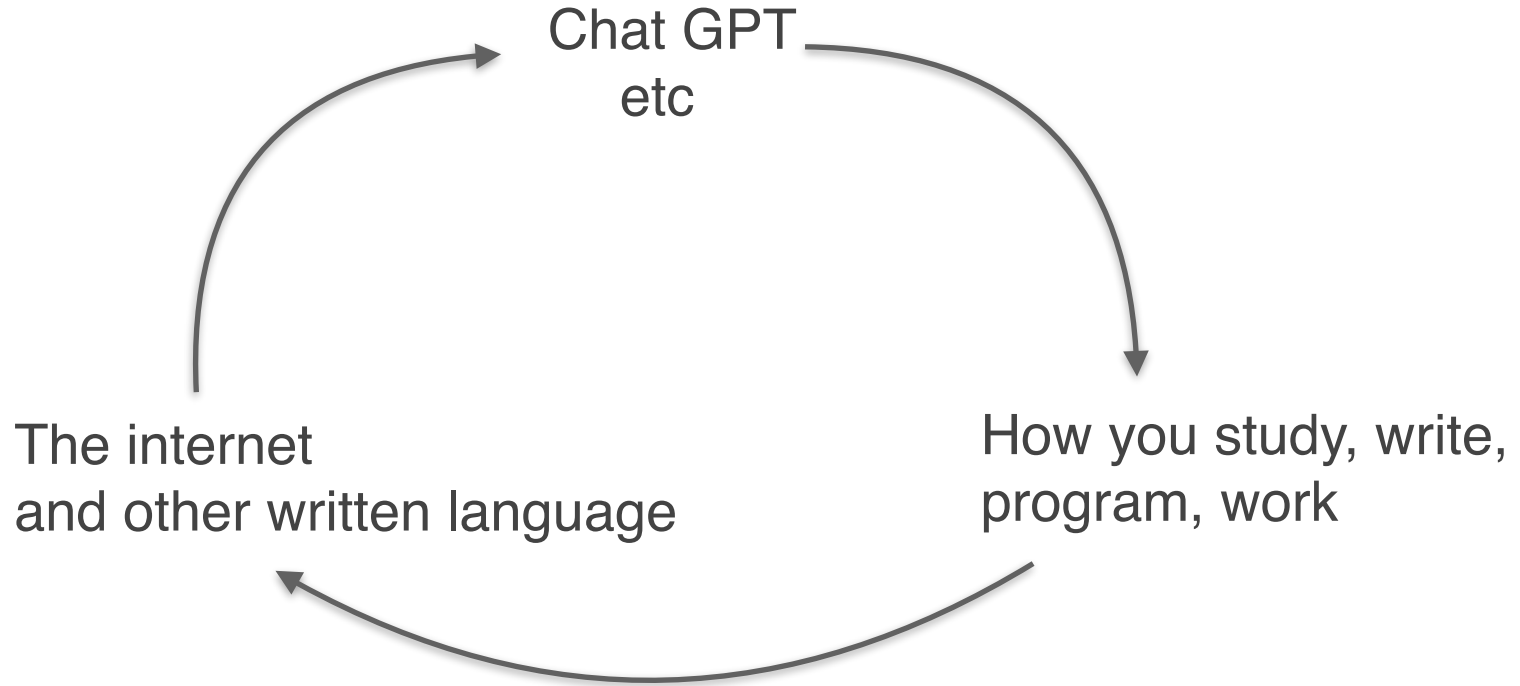 Chat GPT
etc
The internet
and other written language
How you study, write,
program, work